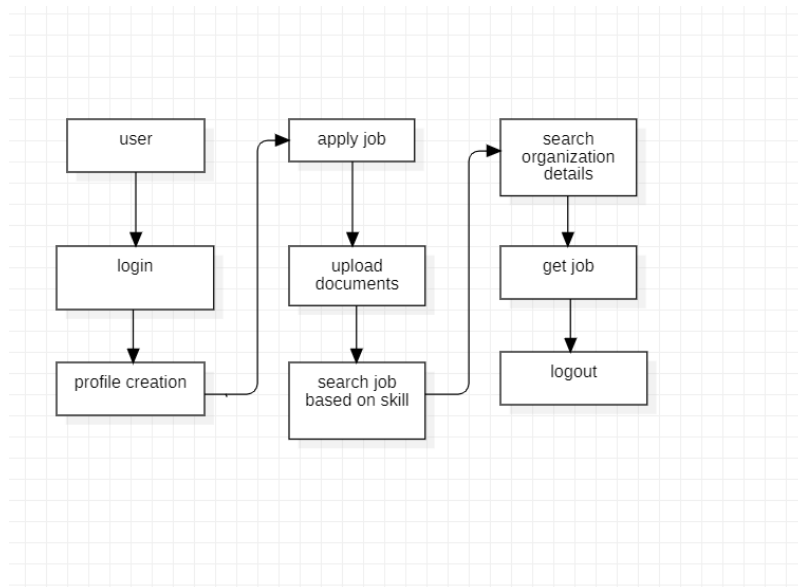 user
login
profile creation
apply job
upload
documents
search job
based on skill
search
organization
details
get job
logout